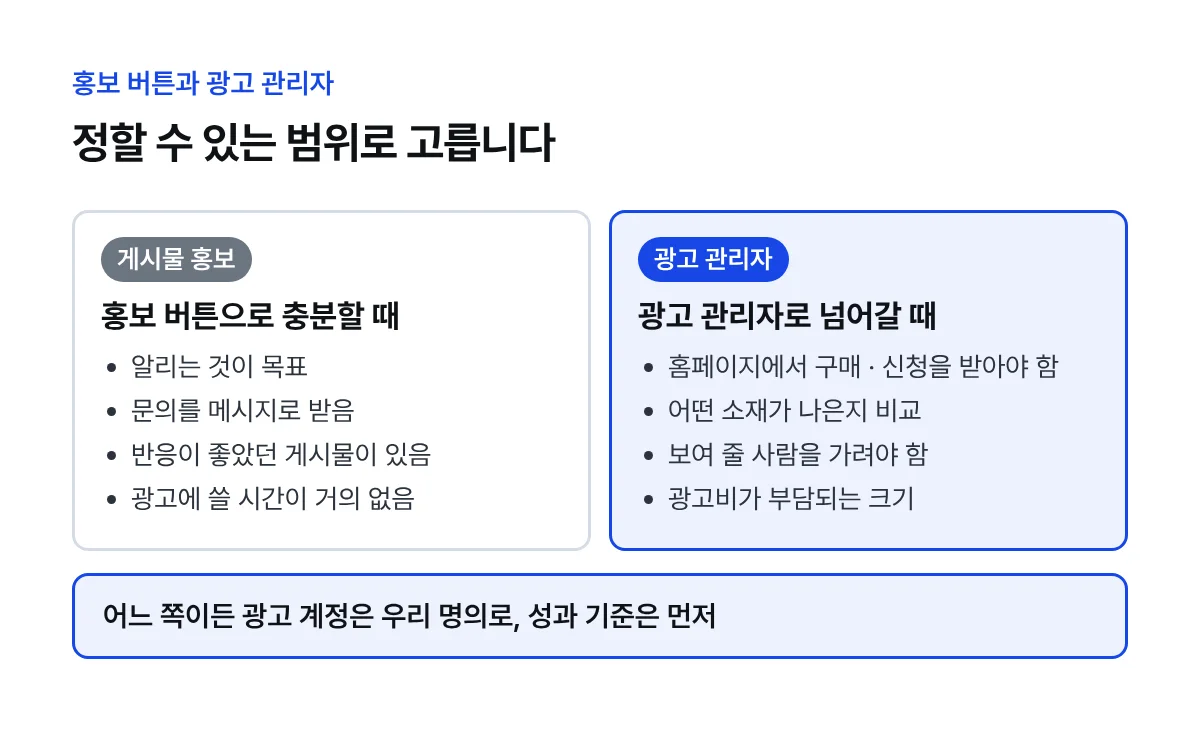 홍보 버튼과 광고 관리자
정할 수 있는 범위로 고릅니다
게시물 홍보
홍보 버튼으로 충분할 때
알리는 것이 목표
문의를 메시지로 받음
반응이 좋았던 게시물이 있음
광고에 쓸 시간이 거의 없음
광고 관리자
광고 관리자로 넘어갈 때
홈페이지에서 구매 · 신청을 받아야 함
어떤 소재가 나은지 비교
보여 줄 사람을 가려야 함
광고비가 부담되는 크기
어느 쪽이든 광고 계정은 우리 명의로, 성과 기준은 먼저